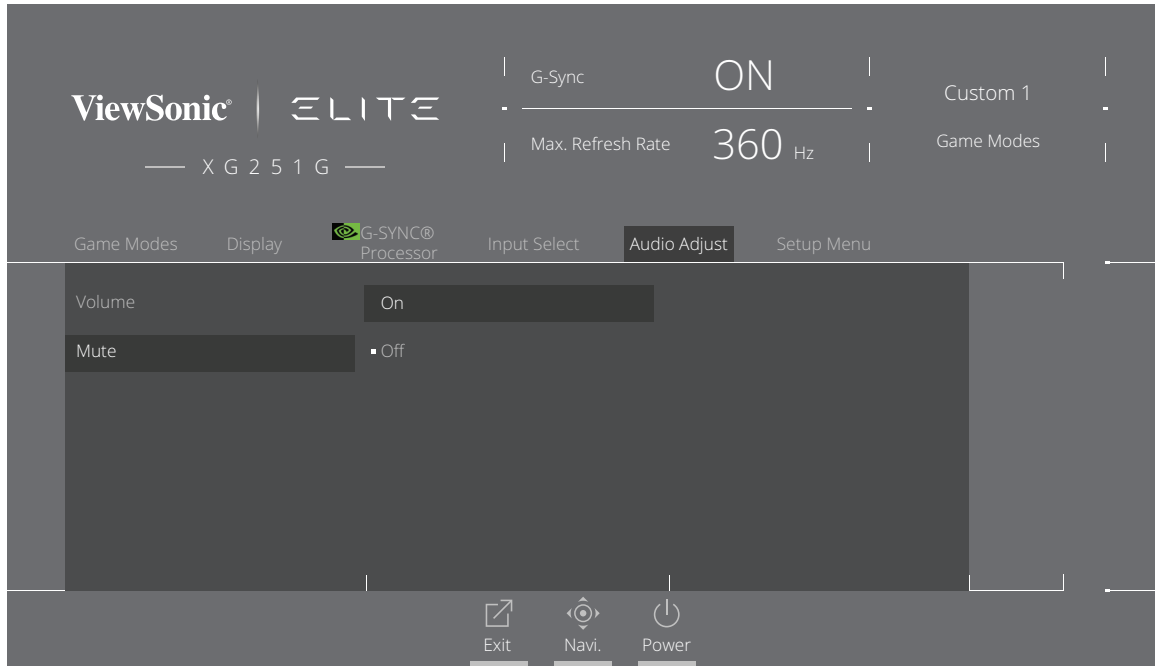 ViewSonic® ELITE
XG251G
G-Sync ON
Max. Refresh Rate 360 Hz
Custom 1
Game Modes
Game Modes Display G-SYNC® Processor Input Select Audio Adjust Setup Menu
Volume On
Mute Off
Exit Navi. Power